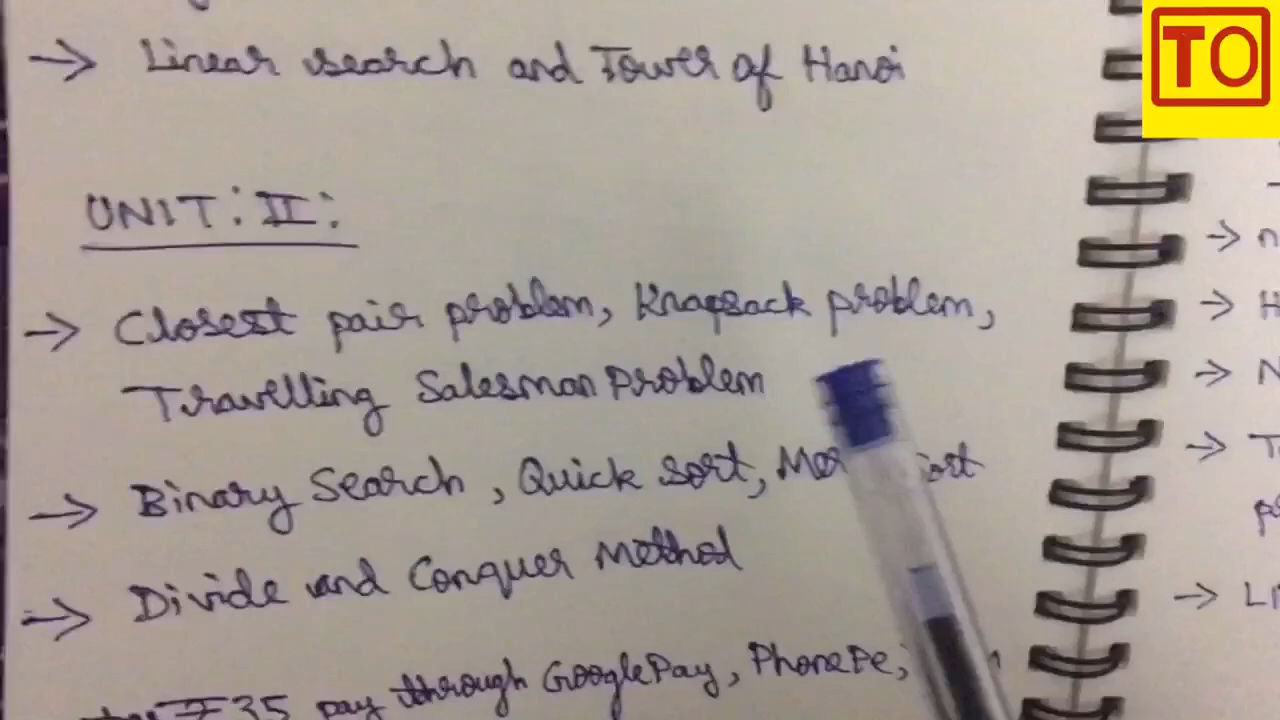 → Linear search and Tower of Hanoi
UNIT: II:
→ Closest pair problem, Knapsack problem,
Travelling Salesman Problem
→ Binary Search, Quick Sort,
→ Divide and Conquer Method
35 pay through GooglePay, PhonePe,
TO